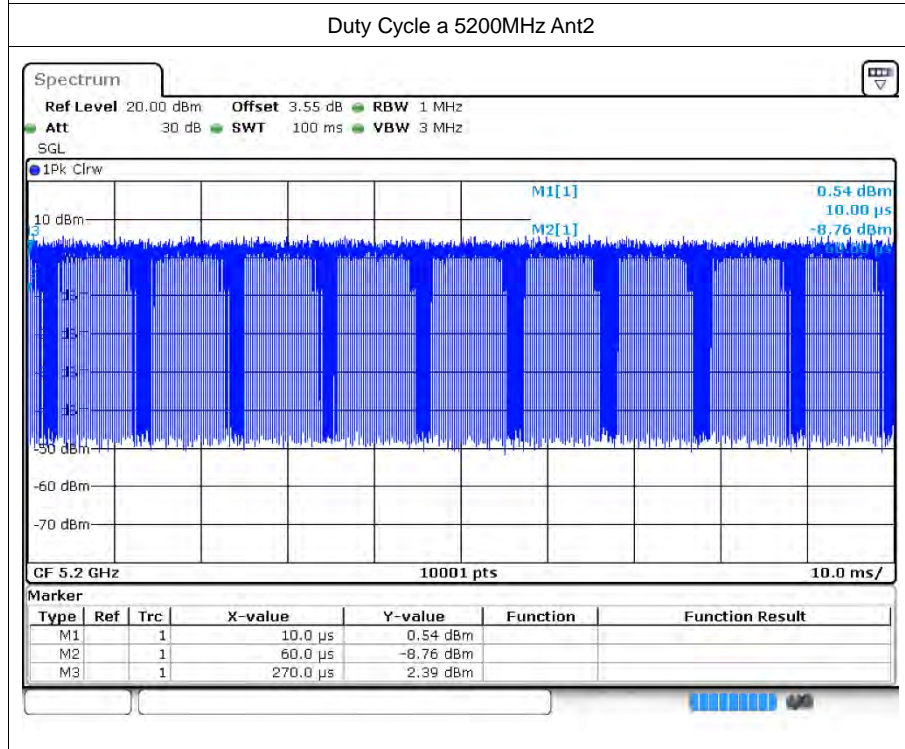 Duty Cycle a 5200MHz Ant2
Spectrum
Ref Level 20.00 dBm Offset 3.55 dB RBW 1 MHz
Att 30 dB SWT 100 ms VBW 3 MHz
SGL
1Pk Clrw
M1[1] 0.54 dBm
10.00 µs
10 dBm
M2[1] -8.76 dBm
-50 dBm
-60 dBm
-70 dBm
CF 5.2 GHz 10001 pts 10.0 ms/
Marker
Type Ref Trc X-value Y-value Function Function Result
M1 1 10.0 µs 0.54 dBm
M2 1 60.0 µs -8.76 dBm
M3 1 270.0 µs 2.39 dBm